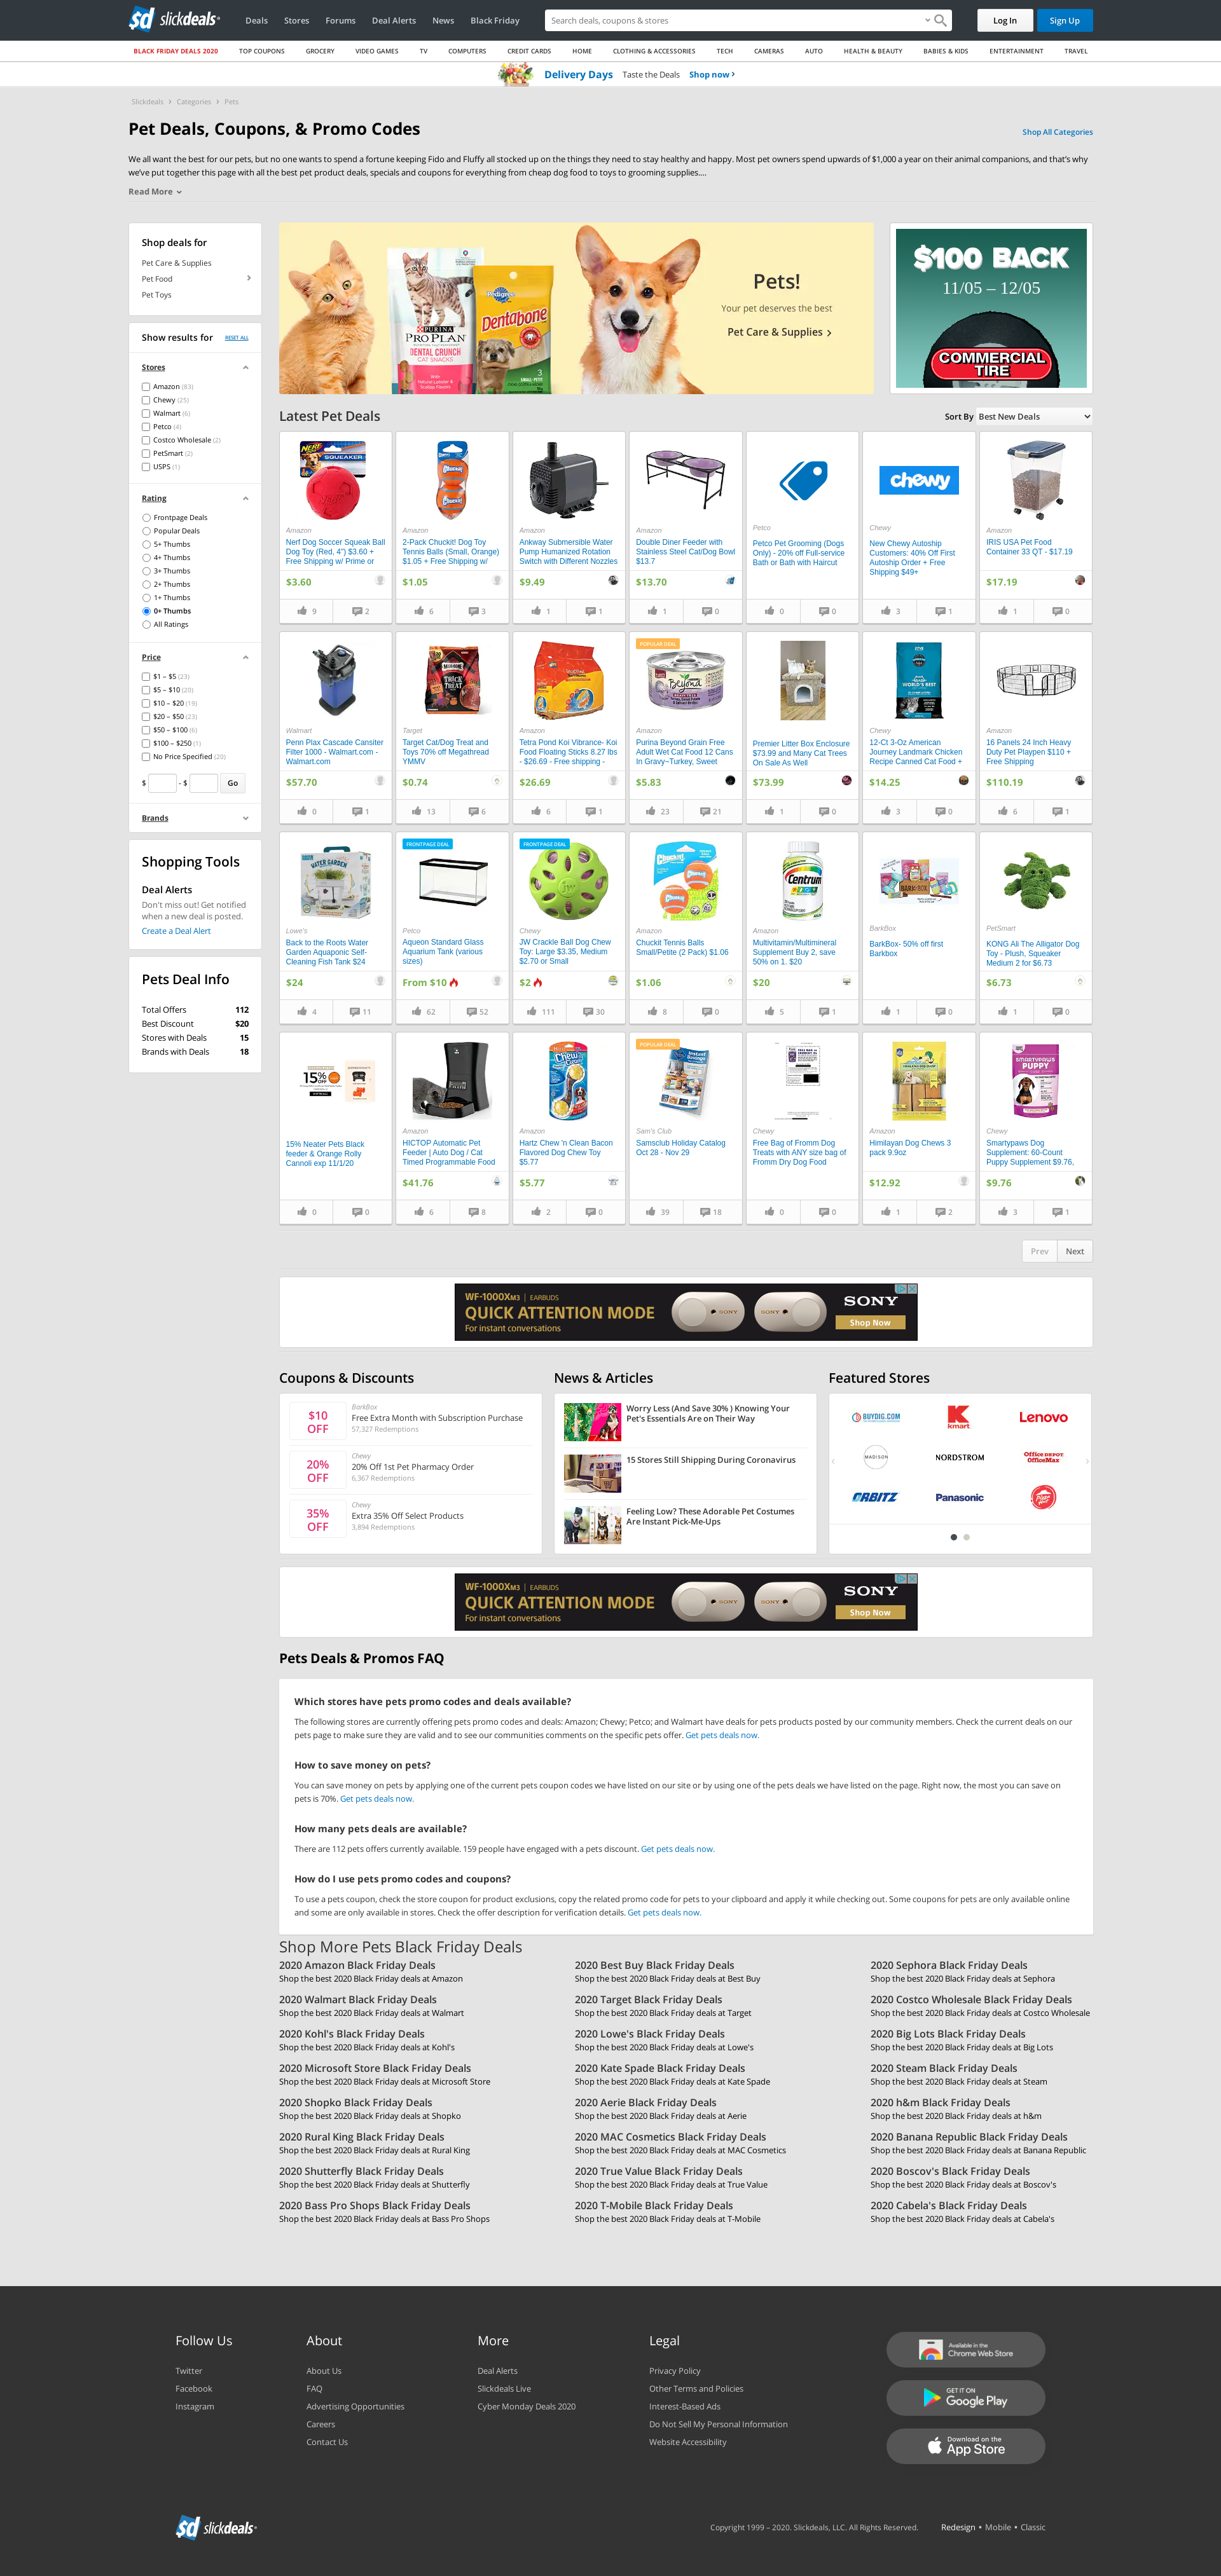 slickdeals
Deals
Stores
Forums
Deal Alerts
News
Black Friday
Search deals, coupons & stores
Log In
Sign Up
BLACK FRIDAY DEALS 2020
TOP COUPONS
GROCERY
VIDEO GAMES
TV
COMPUTERS
CREDIT CARDS
HOME
CLOTHING & ACCESSORIES
TECH
CAMERAS
AUTO
HEALTH & BEAUTY
BABIES & KIDS
ENTERTAINMENT
TRAVEL
Delivery Days Taste the Deals Shop now
Slickdeals › Categories › Pets
Pet Deals, Coupons, & Promo Codes
Shop All Categories
We all want the best for our pets, but no one wants to spend a fortune keeping Fido and Fluffy all stocked up on the things they need to stay healthy and happy. Most pet owners spend upwards of $1,000 a year on their animal companions, and that's why
we've put together this page with all the best pet product deals, specials and coupons for everything from cheap dog food to toys to grooming supplies....
Read More
Shop deals for
Pet Care & Supplies
Pet Food
Pet Toys
Show results for
RESET ALL
Stores
Amazon (83)
Chewy (25)
Walmart (6)
Petco (4)
Costco Wholesale (2)
PetSmart (2)
USPS (1)
Rating
Frontpage Deals
Popular Deals
5+ Thumbs
4+ Thumbs
3+ Thumbs
2+ Thumbs
1+ Thumbs
0+ Thumbs
All Ratings
Price
$1 – $5 (23)
$5 – $10 (20)
$10 – $20 (19)
$20 – $50 (23)
$50 – $100 (6)
$100 – $250 (1)
No Price Specified (20)
$ - $ Go
Brands
Shopping Tools
Deal Alerts
Don't miss out! Get notified
when a new deal is posted.
Create a Deal Alert
Pets Deal Info
Total Offers 112
Best Discount $20
Stores with Deals 15
Brands with Deals 18
PURINA
PRO PLAN
DENTAL CRUNCH
CAT SNACKS
Pedigree
Dentabone
Pets!
Your pet deserves the best
Pet Care & Supplies
$100 BACK
11/05 – 12/05
COMMERCIAL
TIRE
Latest Pet Deals
Sort By Best New Deals
NERF
SQUEAKER
Amazon
Nerf Dog Soccer Squeak Ball
Dog Toy (Red, 4") $3.60 +
Free Shipping w/ Prime or
$3.60
9 2
Amazon
2-Pack Chuckit! Dog Toy
Tennis Balls (Small, Orange)
$1.05 + Free Shipping w/
$1.05
6 3
Amazon
Ankway Submersible Water
Pump Humanized Rotation
Switch with Different Nozzles
$9.49
1 1
Amazon
Double Diner Feeder with
Stainless Steel Cat/Dog Bowl
$13.7
$13.70
1 0
Petco
Petco Pet Grooming (Dogs
Only) - 20% off Full-service
Bath or Bath with Haircut
0 0
chewy
Chewy
New Chewy Autoship
Customers: 40% Off First
Autoship Order + Free
Shipping $49+
3 1
Amazon
IRIS USA Pet Food
Container 33 QT - $17.19
$17.19
1 0
Walmart
Penn Plax Cascade Cansiter
Filter 1000 - Walmart.com -
Walmart.com
$57.70
0 1
TRICK TREAT
Target
Target Cat/Dog Treat and
Toys 70% off Megathread
YMMV
$0.74
13 6
Amazon
Tetra Pond Koi Vibrance- Koi
Food Floating Sticks 8.27 lbs
- $26.69 - Free shipping -
$26.69
6 1
POPULAR DEAL
Beyond
Amazon
Purina Beyond Grain Free
Adult Wet Cat Food 12 Cans
In Gravy~Turkey, Sweet
$5.83
23 21
Premier Litter Box Enclosure
$73.99 and Many Cat Trees
On Sale As Well
$73.99
1 0
WORLD'S BEST
Chewy
12-Ct 3-Oz American
Journey Landmark Chicken
Recipe Canned Cat Food +
$14.25
3 0
Amazon
16 Panels 24 Inch Heavy
Duty Pet Playpen $110 +
Free Shipping
$110.19
6 1
WATER GARDEN
Lowe's
Back to the Roots Water
Garden Aquaponic Self-
Cleaning Fish Tank $24
$24
4 11
FRONTPAGE DEAL
Petco
Aqueon Standard Glass
Aquarium Tank (various
sizes)
From $10
62 52
FRONTPAGE DEAL
Chewy
JW Crackle Ball Dog Chew
Toy: Large $3.35, Medium
$2.70 or Small
$2
111 30
Amazon
Chuckit Tennis Balls
Small/Petite (2 Pack) $1.06
$1.06
8 0
Centrum
Amazon
Multivitamin/Multimineral
Supplement Buy 2, save
50% on 1. $20
$20
5 1
BARKBOX
BarkBox
BarkBox- 50% off first
Barkbox
1 0
PetSmart
KONG Ali The Alligator Dog
Toy - Plush, Squeaker
Medium 2 for $6.73
$6.73
1 0
15%
15% Neater Pets Black
feeder & Orange Rolly
Cannoli exp 11/1/20
0 0
Amazon
HICTOP Automatic Pet
Feeder | Auto Dog / Cat
Timed Programmable Food
$41.76
6 8
Chew Clean
Amazon
Hartz Chew 'n Clean Bacon
Flavored Dog Chew Toy
$5.77
$5.77
2 0
POPULAR DEAL
Instant Savings
Sam's Club
Samsclub Holiday Catalog
Oct 28 - Nov 29
39 18
Chewy
Free Bag of Fromm Dog
Treats with ANY size bag of
Fromm Dry Dog Food
0 0
Amazon
Himilayan Dog Chews 3
pack 9.9oz
$12.92
1 2
SMARTYPAWS
PUPPY
Chewy
Smartypaws Dog
Supplement: 60-Count
Puppy Supplement $9.76,
$9.76
3 1
Prev Next
WF-1000XM3 | EARBUDS
QUICK ATTENTION MODE
For instant conversations
SONY
SONY
SONY
Shop Now
Coupons & Discounts
$10
OFF
BarkBox
Free Extra Month with Subscription Purchase
57,327 Redemptions
20%
OFF
Chewy
20% Off 1st Pet Pharmacy Order
6,367 Redemptions
35%
OFF
Chewy
Extra 35% Off Select Products
3,894 Redemptions
News & Articles
Worry Less (And Save 30% ) Knowing Your
Pet's Essentials Are on Their Way
15 Stores Still Shipping During Coronavirus
Feeling Low? These Adorable Pet Costumes
Are Instant Pick-Me-Ups
Featured Stores
BUYDIG.COM
kmart
Lenovo
MADISON
NORDSTROM
Office DEPOT
OfficeMax
ORBITZ
Panasonic
Pizza Hut
WF-1000XM3 | EARBUDS
QUICK ATTENTION MODE
For instant conversations
SONY
SONY
SONY
Shop Now
Pets Deals & Promos FAQ
Which stores have pets promo codes and deals available?
The following stores are currently offering pets promo codes and deals: Amazon; Chewy; Petco; and Walmart have deals for pets products posted by our community members. Check the current deals on our
pets page to make sure they are valid and to see our communities comments on the specific pets offer. Get pets deals now.
How to save money on pets?
You can save money on pets by applying one of the current pets coupon codes we have listed on our site or by using one of the pets deals we have listed on the page. Right now, the most you can save on
pets is 70%. Get pets deals now.
How many pets deals are available?
There are 112 pets offers currently available. 159 people have engaged with a pets discount. Get pets deals now.
How do I use pets promo codes and coupons?
To use a pets coupon, check the store coupon for product exclusions, copy the related promo code for pets to your clipboard and apply it while checking out. Some coupons for pets are only available online
and some are only available in stores. Check the offer description for verification details. Get pets deals now.
Shop More Pets Black Friday Deals
2020 Amazon Black Friday Deals
Shop the best 2020 Black Friday deals at Amazon
2020 Best Buy Black Friday Deals
Shop the best 2020 Black Friday deals at Best Buy
2020 Sephora Black Friday Deals
Shop the best 2020 Black Friday deals at Sephora
2020 Walmart Black Friday Deals
Shop the best 2020 Black Friday deals at Walmart
2020 Target Black Friday Deals
Shop the best 2020 Black Friday deals at Target
2020 Costco Wholesale Black Friday Deals
Shop the best 2020 Black Friday deals at Costco Wholesale
2020 Kohl's Black Friday Deals
Shop the best 2020 Black Friday deals at Kohl's
2020 Lowe's Black Friday Deals
Shop the best 2020 Black Friday deals at Lowe's
2020 Big Lots Black Friday Deals
Shop the best 2020 Black Friday deals at Big Lots
2020 Microsoft Store Black Friday Deals
Shop the best 2020 Black Friday deals at Microsoft Store
2020 Kate Spade Black Friday Deals
Shop the best 2020 Black Friday deals at Kate Spade
2020 Steam Black Friday Deals
Shop the best 2020 Black Friday deals at Steam
2020 Shopko Black Friday Deals
Shop the best 2020 Black Friday deals at Shopko
2020 Aerie Black Friday Deals
Shop the best 2020 Black Friday deals at Aerie
2020 h&m Black Friday Deals
Shop the best 2020 Black Friday deals at h&m
2020 Rural King Black Friday Deals
Shop the best 2020 Black Friday deals at Rural King
2020 MAC Cosmetics Black Friday Deals
Shop the best 2020 Black Friday deals at MAC Cosmetics
2020 Banana Republic Black Friday Deals
Shop the best 2020 Black Friday deals at Banana Republic
2020 Shutterfly Black Friday Deals
Shop the best 2020 Black Friday deals at Shutterfly
2020 True Value Black Friday Deals
Shop the best 2020 Black Friday deals at True Value
2020 Boscov's Black Friday Deals
Shop the best 2020 Black Friday deals at Boscov's
2020 Bass Pro Shops Black Friday Deals
Shop the best 2020 Black Friday deals at Bass Pro Shops
2020 T-Mobile Black Friday Deals
Shop the best 2020 Black Friday deals at T-Mobile
2020 Cabela's Black Friday Deals
Shop the best 2020 Black Friday deals at Cabela's
Follow Us
Twitter
Facebook
Instagram
About
About Us
FAQ
Advertising Opportunities
Careers
Contact Us
More
Deal Alerts
Slickdeals Live
Cyber Monday Deals 2020
Legal
Privacy Policy
Other Terms and Policies
Interest-Based Ads
Do Not Sell My Personal Information
Website Accessibility
Available in the
Chrome Web Store
GET IT ON
Google Play
Download on the
App Store
slickdeals
Copyright 1999 – 2020. Slickdeals, LLC. All Rights Reserved.
Redesign • Mobile • Classic